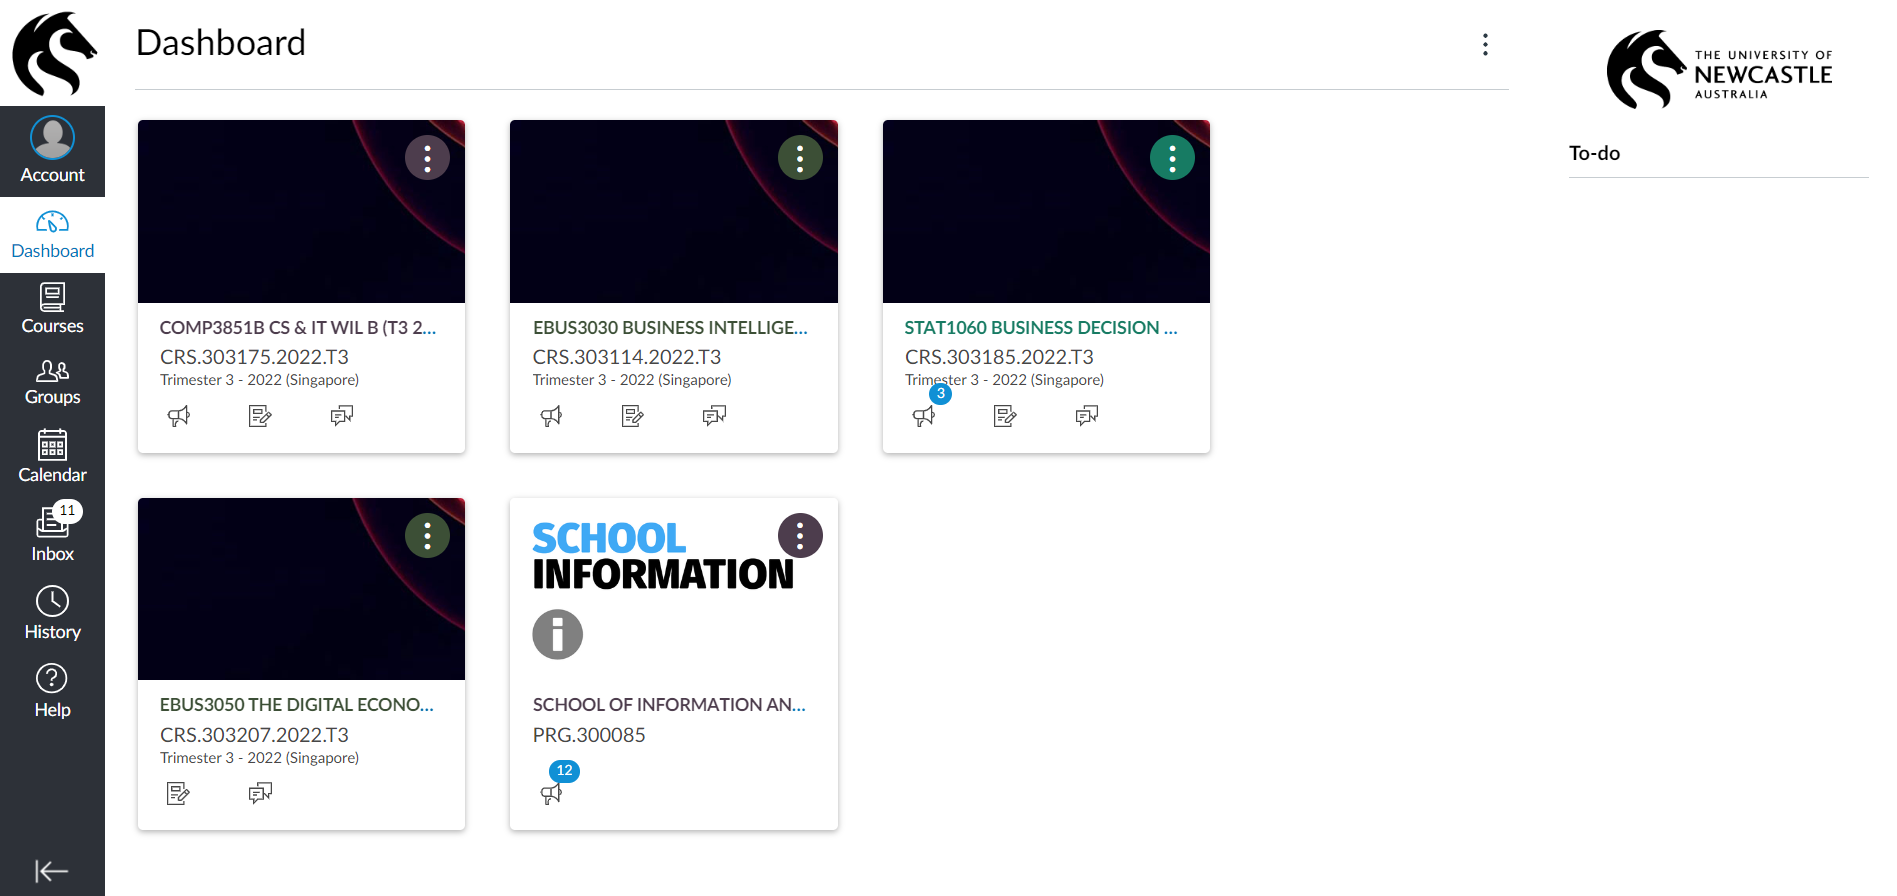 Dashboard
THE UNIVERSITY OF
NEWCASTLE
AUSTRALIA
To-do
Account
Dashboard
Courses
Groups
Calendar
11
Inbox
History
Help
COMP3851B CS & IT WIL B (T3 2...
CRS.303175.2022.T3
Trimester 3 - 2022 (Singapore)
EBUS3030 BUSINESS INTELLIGE...
CRS.303114.2022.T3
Trimester 3 - 2022 (Singapore)
STAT1060 BUSINESS DECISION ...
CRS.303185.2022.T3
Trimester 3 - 2022 (Singapore)
3
EBUS3050 THE DIGITAL ECONO...
CRS.303207.2022.T3
Trimester 3 - 2022 (Singapore)
SCHOOL
INFORMATION
i
SCHOOL OF INFORMATION AN...
PRG.300085
12